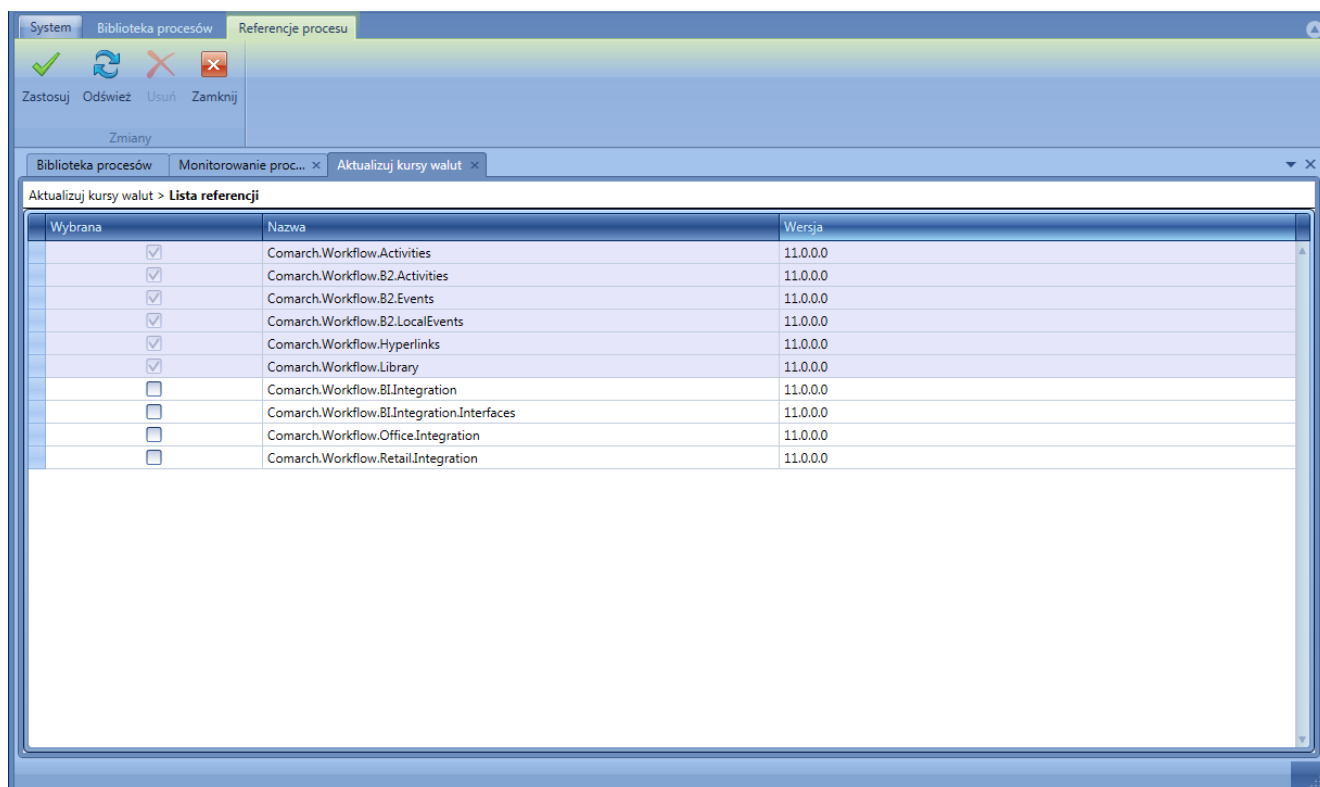 System Biblioteka procesów Referencje procesu
Zastosuj Odśwież Usuń Zamknij
Zmiany
Biblioteka procesów Monitorowanie proc... Aktualizuj kursy walut
Aktualizuj kursy walut > Lista referencji
Wybrana Nazwa Wersja
Comarch.Workflow.Activities 11.0.0.0
Comarch.Workflow.B2.Activities 11.0.0.0
Comarch.Workflow.B2.Events 11.0.0.0
Comarch.Workflow.B2.LocalEvents 11.0.0.0
Comarch.Workflow.Hyperlinks 11.0.0.0
Comarch.Workflow.Library 11.0.0.0
Comarch.Workflow.BI.Integration 11.0.0.0
Comarch.Workflow.BI.Integration.Interfaces 11.0.0.0
Comarch.Workflow.Office.Integration 11.0.0.0
Comarch.Workflow.Retail.Integration 11.0.0.0